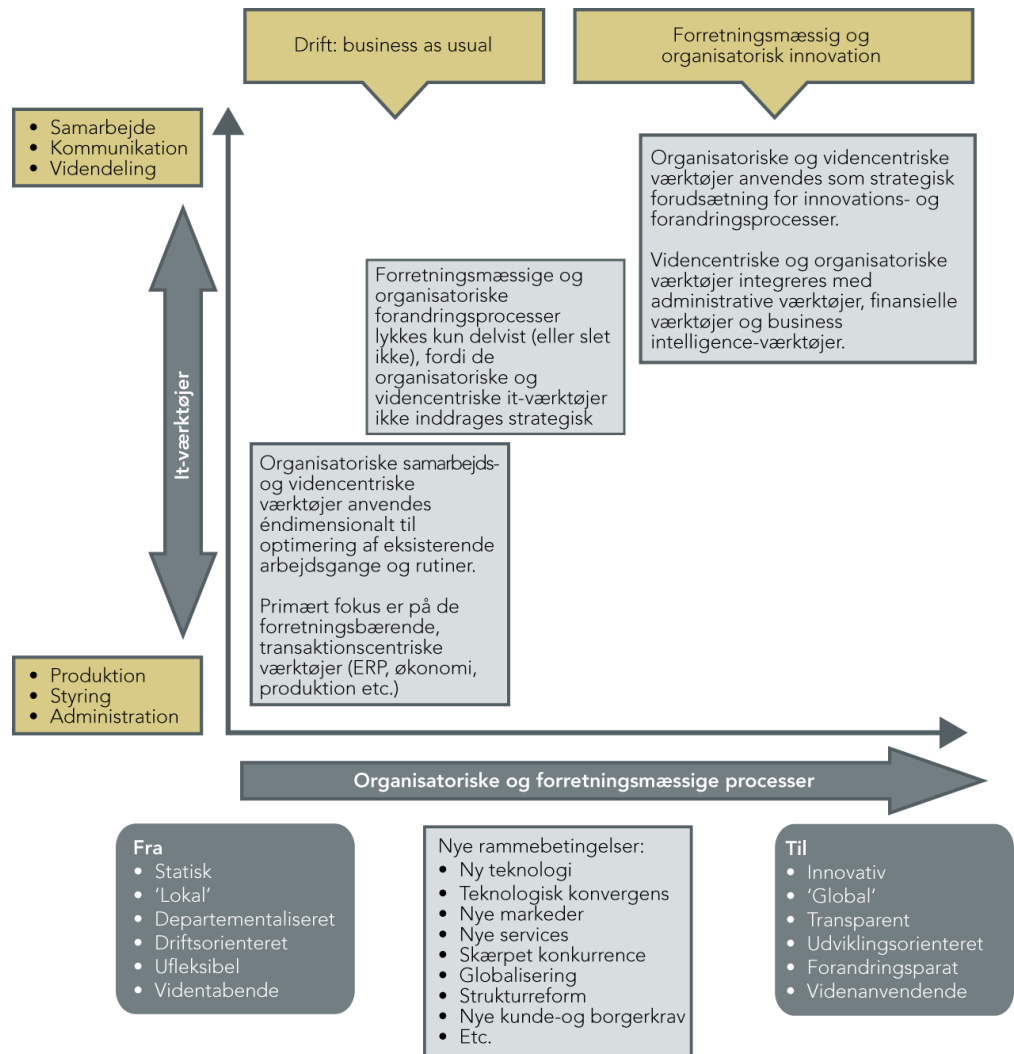 Drift: business as usual
Forretningsmæssig og
organisatorisk innovation
• Samarbejde
• Kommunikation
• Videndeling
Organisatoriske og videncentriske
værktøjer anvendes som strategisk
forudsætning for innovations- og
forandringsprocesser.
Videncentriske og organisatoriske
værktøjer integreres med
administrative værktøjer, finansielle
værktøjer og business
intelligence-værktøjer.
Forretningsmæssige og
organisatoriske
forandringsprocesser
lykkes kun delvist (eller slet
ikke), fordi de
organisatoriske og
videncentriske it-værktøjer
ikke inddrages strategisk
It-værktøjer
Organisatoriske samarbejds-
og videncentriske
værktøjer anvendes
éndimensionalt til
optimering af eksisterende
arbejdsgange og rutiner.
Primært fokus er på de
forretningsbærende,
transaktionscentriske
værktøjer (ERP, økonomi,
produktion etc.)
• Produktion
• Styring
• Administration
Organisatoriske og forretningsmæssige processer
Fra
• Statisk
• ‘Lokal’
• Departementaliseret
• Driftsorienteret
• Ufleksibel
• Videntabende
Nye rammebetingelser:
• Ny teknologi
• Teknologisk konvergens
• Nye markeder
• Nye services
• Skærpet konkurrence
• Globalisering
• Strukturreform
• Nye kunde-og borgerkrav
• Etc.
Til
• Innovativ
• ‘Global’
• Transparent
• Udviklingsorienteret
• Forandringsparat
• Videnanvendende